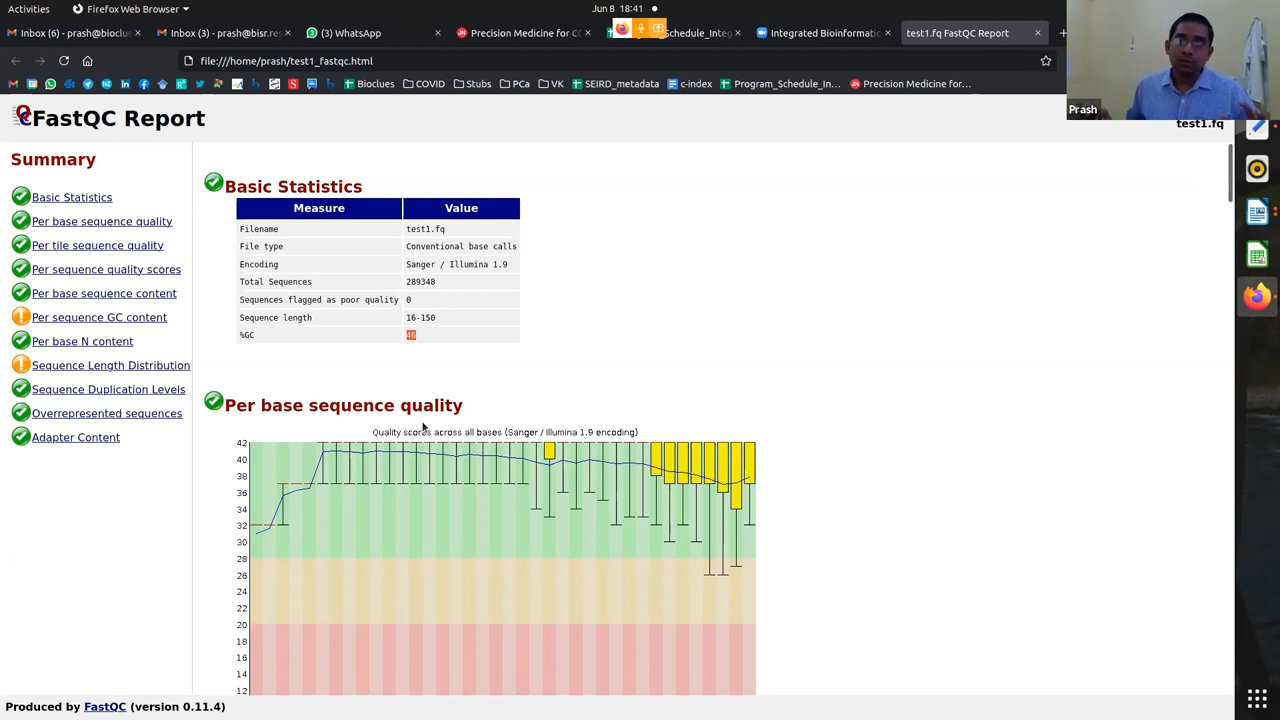 Activities
Firefox Web Browser
Jun 8 18:41
Inbox (6) - prash@bioclue
Inbox (3) - prash@bisr.res
(3) WhatsApp
Precision Medicine for CO
_Schedule_Integ
Integrated Bioinformatic
test1.fq FastQC Report
file:///home/prash/test1_fastqc.html
Bioclues
COVID
Stubs
PCa
VK
SEIRD_metadata
c-index
Program_Schedule_In...
Precision Medicine for...
Prash
FastQC Report
test1.fq
Summary
Basic Statistics
Per base sequence quality
Per tile sequence quality
Per sequence quality scores
Per base sequence content
Per sequence GC content
Per base N content
Sequence Length Distribution
Sequence Duplication Levels
Overrepresented sequences
Adapter Content
Basic Statistics
Measure Value
Filename test1.fq
File type Conventional base calls
Encoding Sanger / Illumina 1.9
Total Sequences 289348
Sequences flagged as poor quality 0
Sequence length 16-150
%GC 46
Per base sequence quality
Quality scores across all bases (Sanger / Illumina 1.9 encoding)
42
40
38
36
34
32
30
28
26
24
22
20
18
16
14
12
Produced by FastQC (version 0.11.4)